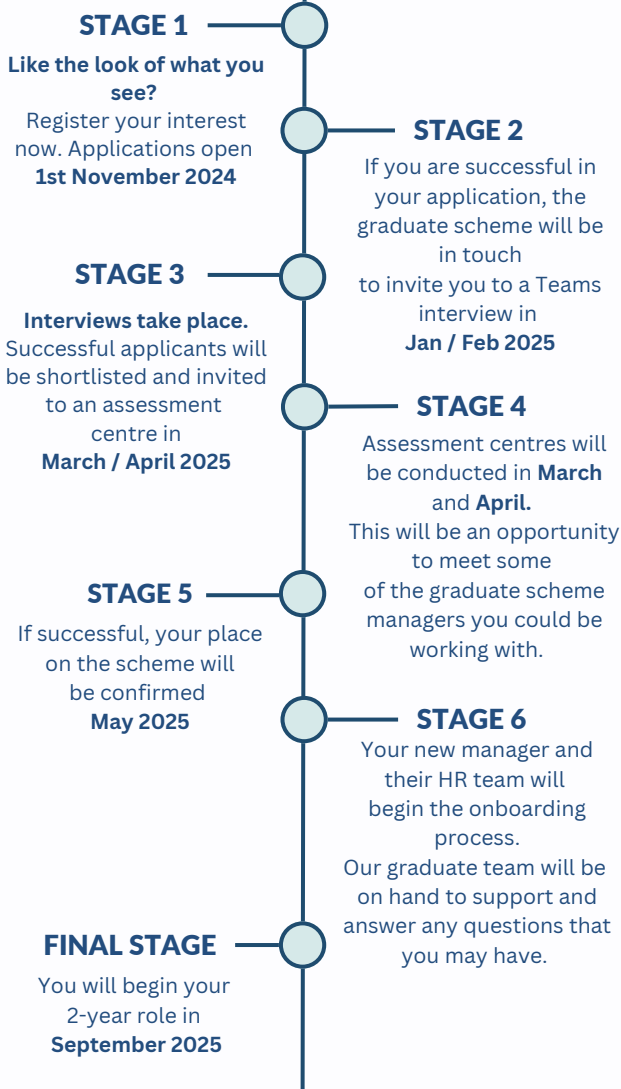 STAGE 1
Like the look of what you
see?
Register your interest
now. Applications open
1st November 2024
STAGE 2
If you are successful in
your application, the
graduate scheme will be
in touch
to invite you to a Teams
interview in
Jan / Feb 2025
STAGE 3
Interviews take place.
Successful applicants will
be shortlisted and invited
to an assessment
centre in
March / April 2025
STAGE 4
Assessment centres will
be conducted in March
and April.
This will be an opportunity
to meet some
of the graduate scheme
managers you could be
working with.
STAGE 5
If successful, your place
on the scheme will
be confirmed
May 2025
STAGE 6
Your new manager and
their HR team will
begin the onboarding
process.
Our graduate team will be
on hand to support and
answer any questions that
you may have.
FINAL STAGE
You will begin your
2-year role in
September 2025